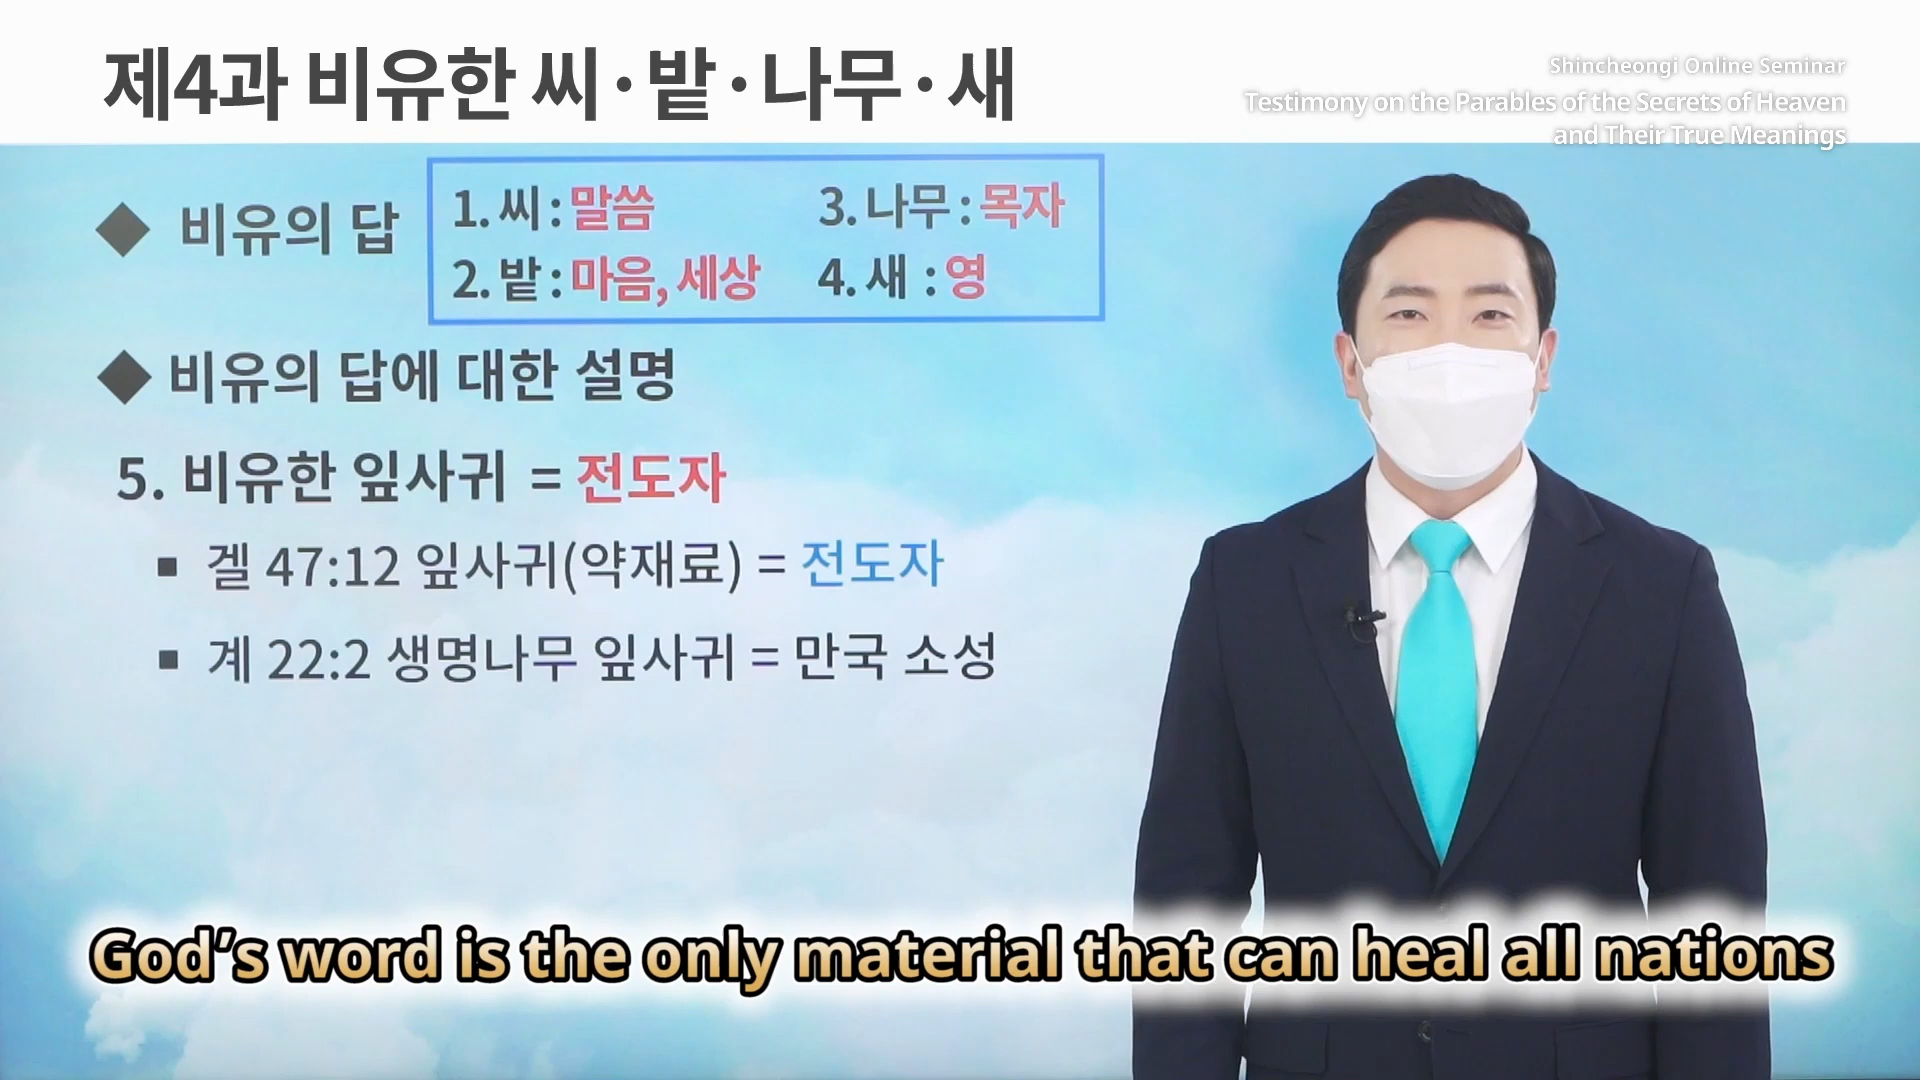 제4과 비유한 씨·밭·나무·새
Shincheongi Online Seminar
Testimony on the Parables of the Secrets of Heaven
and Their True Meanings
◆ 비유의 답
1. 씨 : 말씀
3. 나무 : 목자
2. 밭 : 마음, 세상
4. 새 : 영
◆ 비유의 답에 대한 설명
5. 비유한 잎사귀 = 전도자
▪ 겔 47:12 잎사귀(약재료) = 전도자
▪ 계 22:2 생명나무 잎사귀 = 만국 소성
God’s word is the only material that can heal all nations